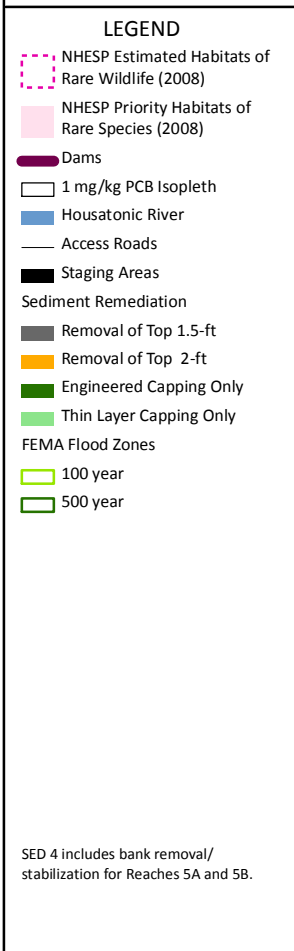 LEGEND
NHESP Estimated Habitats of
Rare Wildlife (2008)
NHESP Priority Habitats of
Rare Species (2008)
Dams
1 mg/kg PCB Isopleth
Housatonic River
Access Roads
Staging Areas
Sediment Remediation
Removal of Top 1.5-ft
Removal of Top 2-ft
Engineered Capping Only
Thin Layer Capping Only
FEMA Flood Zones
100 year
500 year
SED 4 includes bank removal/
stabilization for Reaches 5A and 5B.